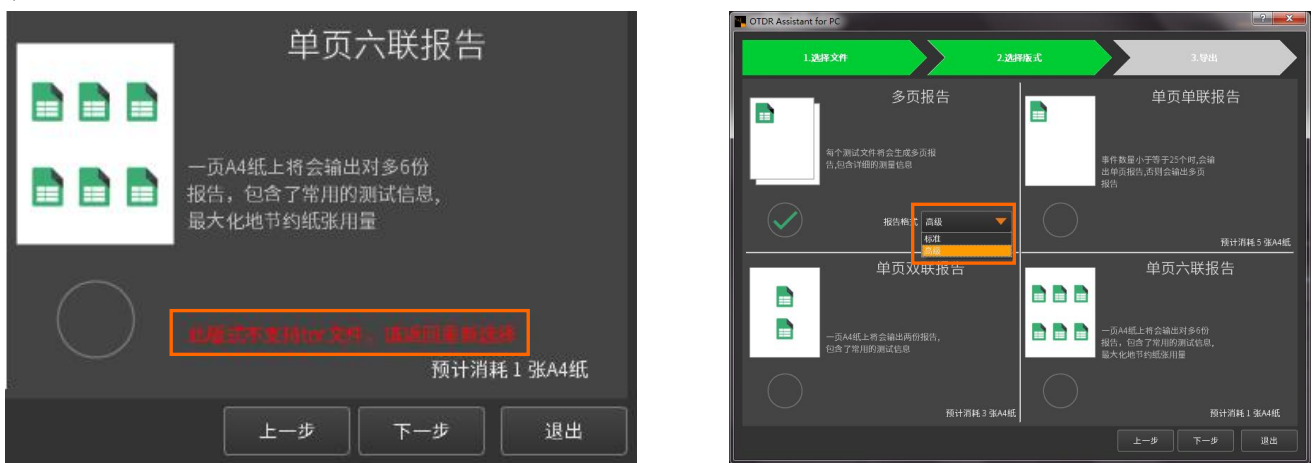 单页六联报告
一页A4纸上将会输出对多6份
报告，包含了常用的测试信息，
最大化地节约纸张用量
此版式不支持tor文件，请返回重新选择
预计消耗 1 张A4纸
上一步
下一步
退出
OTDR Assistant for PC
1.选择文件
2.选择版式
3.导出
多页报告
每个测试文件将会生成多页报
告,包含详细的测量信息
报告格式
高级
标准
高级
单页单联报告
事件数量小于等于25个时,会输
出单页报告,否则会输出多页
报告
预计消耗 5 张A4纸
单页双联报告
一页A4纸上将会输出两份报告,
包含了常用的测试信息
预计消耗 3 张A4纸
单页六联报告
一页A4纸上将会输出对多6份
报告，包含了常用的测试信息,
最大化地节约纸张用量
预计消耗 1 张A4纸
上一步
下一步
退出